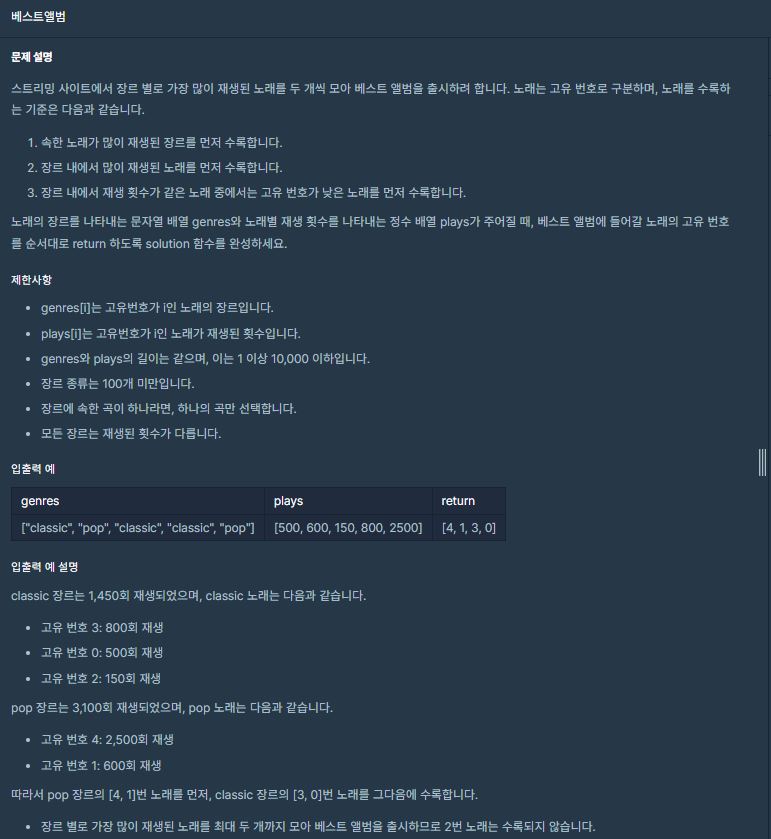 베스트앨범
문제 설명
스트리밍 사이트에서 장르 별로 가장 많이 재생된 노래를 두 개씩 모아 베스트 앨범을 출시하려 합니다. 노래는 고유 번호로 구분하며, 노래를 수록하
는 기준은 다음과 같습니다.
1. 속한 노래가 많이 재생된 장르를 먼저 수록합니다.
2. 장르 내에서 많이 재생된 노래를 먼저 수록합니다.
3. 장르 내에서 재생 횟수가 같은 노래 중에서는 고유 번호가 낮은 노래를 먼저 수록합니다.
노래의 장르를 나타내는 문자열 배열 genres와 노래별 재생 횟수를 나타내는 정수 배열 plays가 주어질 때, 베스트 앨범에 들어갈 노래의 고유 번호
를 순서대로 return 하도록 solution 함수를 완성하세요.
제한사항
• genres[i]는 고유번호가 i인 노래의 장르입니다.
• plays[i]는 고유번호가 i인 노래가 재생된 횟수입니다.
• genres와 plays의 길이는 같으며, 이는 1 이상 10,000 이하입니다.
• 장르 종류는 100개 미만입니다.
• 장르에 속한 곡이 하나라면, 하나의 곡만 선택합니다.
• 모든 장르는 재생된 횟수가 다릅니다.
입출력 예
genres plays return
["classic", "pop", "classic", "classic", "pop"] [500, 600, 150, 800, 2500] [4, 1, 3, 0]
입출력 예 설명
classic 장르는 1,450회 재생되었으며, classic 노래는 다음과 같습니다.
• 고유 번호 3: 800회 재생
• 고유 번호 0: 500회 재생
• 고유 번호 2: 150회 재생
pop 장르는 3,100회 재생되었으며, pop 노래는 다음과 같습니다.
• 고유 번호 4: 2,500회 재생
• 고유 번호 1: 600회 재생
따라서 pop 장르의 [4, 1]번 노래를 먼저, classic 장르의 [3, 0]번 노래를 그다음에 수록합니다.
• 장르 별로 가장 많이 재생된 노래를 최대 두 개까지 모아 베스트 앨범을 출시하므로 2번 노래는 수록되지 않습니다.